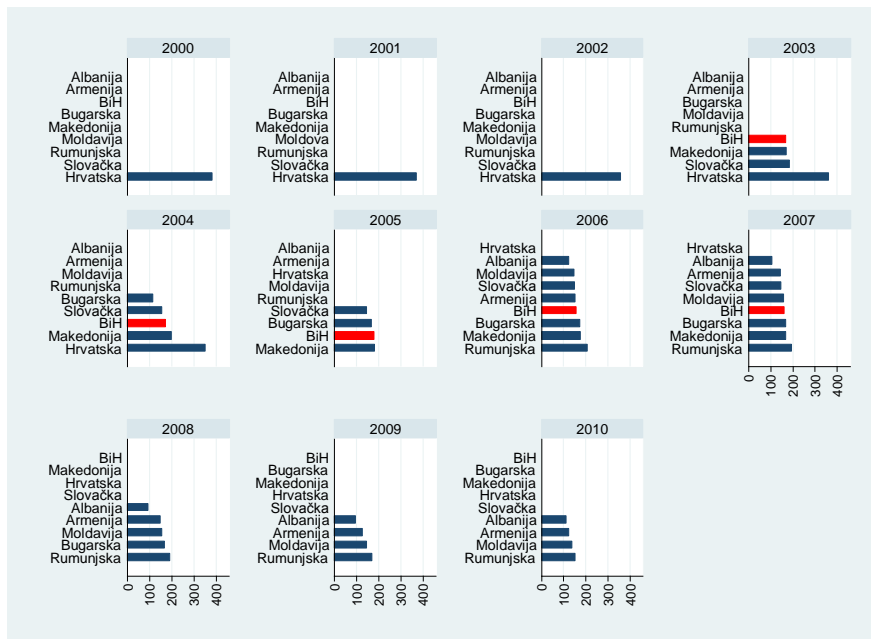 2000
Albanija
Armenija
BiH
Bugarska
Makedonija
Moldavija
Rumunjska
Slovačka
Hrvatska
2001
Albanija
Armenija
BiH
Bugarska
Makedonija
Moldova
Rumunjska
Slovačka
Hrvatska
2002
Albanija
Armenija
BiH
Bugarska
Makedonija
Moldavija
Rumunjska
Slovačka
Hrvatska
2003
Albanija
Armenija
Bugarska
Moldavija
Rumunjska
BiH
Makedonija
Slovačka
Hrvatska
2004
Albanija
Armenija
Moldavija
Rumunjska
Bugarska
Slovačka
BiH
Makedonija
Hrvatska
2005
Albanija
Armenija
Hrvatska
Moldavija
Rumunjska
Slovačka
Bugarska
BiH
Makedonija
2006
Hrvatska
Albanija
Moldavija
Slovačka
Armenija
BiH
Bugarska
Makedonija
Rumunjska
2007
Hrvatska
Albanija
Armenija
Slovačka
Moldavija
BiH
Bugarska
Makedonija
Rumunjska
0 100 200 300 400
2008
BiH
Makedonija
Hrvatska
Slovačka
Albanija
Armenija
Moldavija
Bugarska
Rumunjska
0 100 200 300 400
2009
BiH
Bugarska
Makedonija
Hrvatska
Slovačka
Albanija
Armenija
Moldavija
Rumunjska
0 100 200 300 400
2010
BiH
Bugarska
Makedonija
Hrvatska
Slovačka
Albanija
Armenija
Moldavija
Rumunjska
0 100 200 300 400